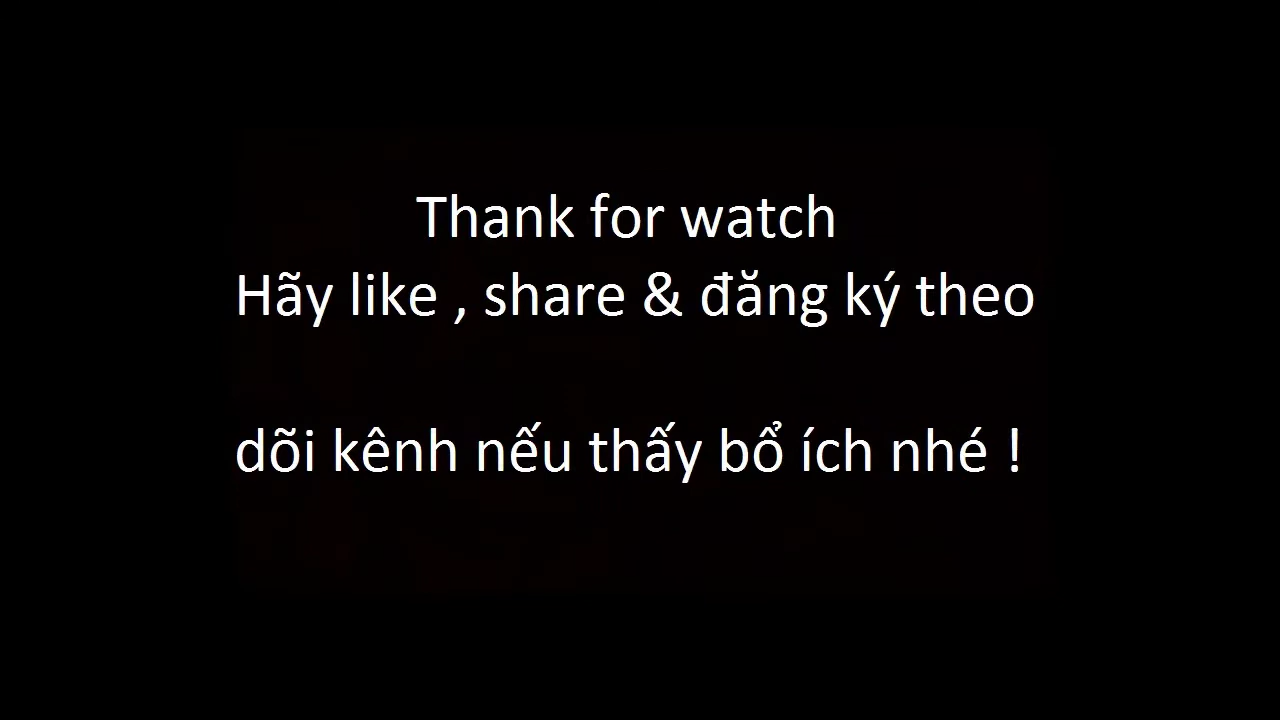 Thank for watch
Hãy like , share & đăng ký theo
dõi kênh nếu thấy bổ ích nhé !